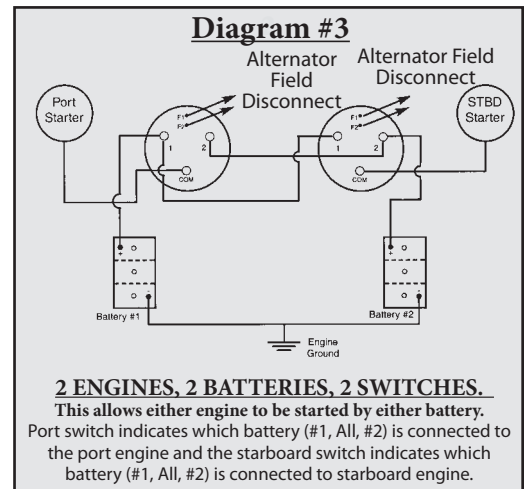 Diagram #3
Alternator
Field
Disconnect
Alternator Field
Disconnect
Port
Starter
STBD
Starter
F1
F2
1
2
COM
F1
F2
1
2
COM
+
-
Battery #1
+
-
Battery #2
Engine
Ground
2 ENGINES, 2 BATTERIES, 2 SWITCHES.
This allows either engine to be started by either battery.
Port switch indicates which battery (#1, All, #2) is connected to
the port engine and the starboard switch indicates which
battery (#1, All, #2) is connected to starboard engine.